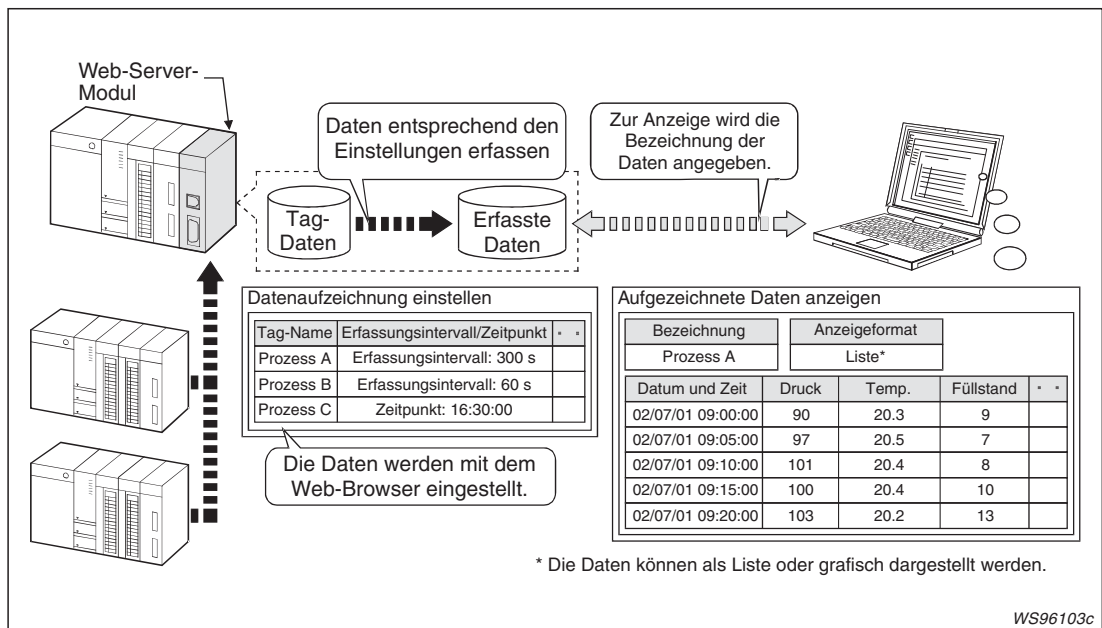 Web-Server-
Modul
Daten entsprechend den
Einstellungen erfassen
Zur Anzeige wird die
Bezeichnung der
Daten angegeben.
Tag-
Daten
Erfasste
Daten
Datenaufzeichnung einstellen
Tag-Name Erfassungsintervall/Zeitpunkt
Prozess A Erfassungsintervall: 300 s
Prozess B Erfassungsintervall: 60 s
Prozess C Zeitpunkt: 16:30:00
Die Daten werden mit dem
Web-Browser eingestellt.
Aufgezeichnete Daten anzeigen
Bezeichnung Anzeigeformat
Prozess A Liste*
Datum und Zeit Druck Temp. Füllstand
02/07/01 09:00:00 90 20.3 9
02/07/01 09:05:00 97 20.5 7
02/07/01 09:10:00 101 20.4 8
02/07/01 09:15:00 100 20.4 10
02/07/01 09:20:00 103 20.2 13
* Die Daten können als Liste oder grafisch dargestellt werden.
WS96103c